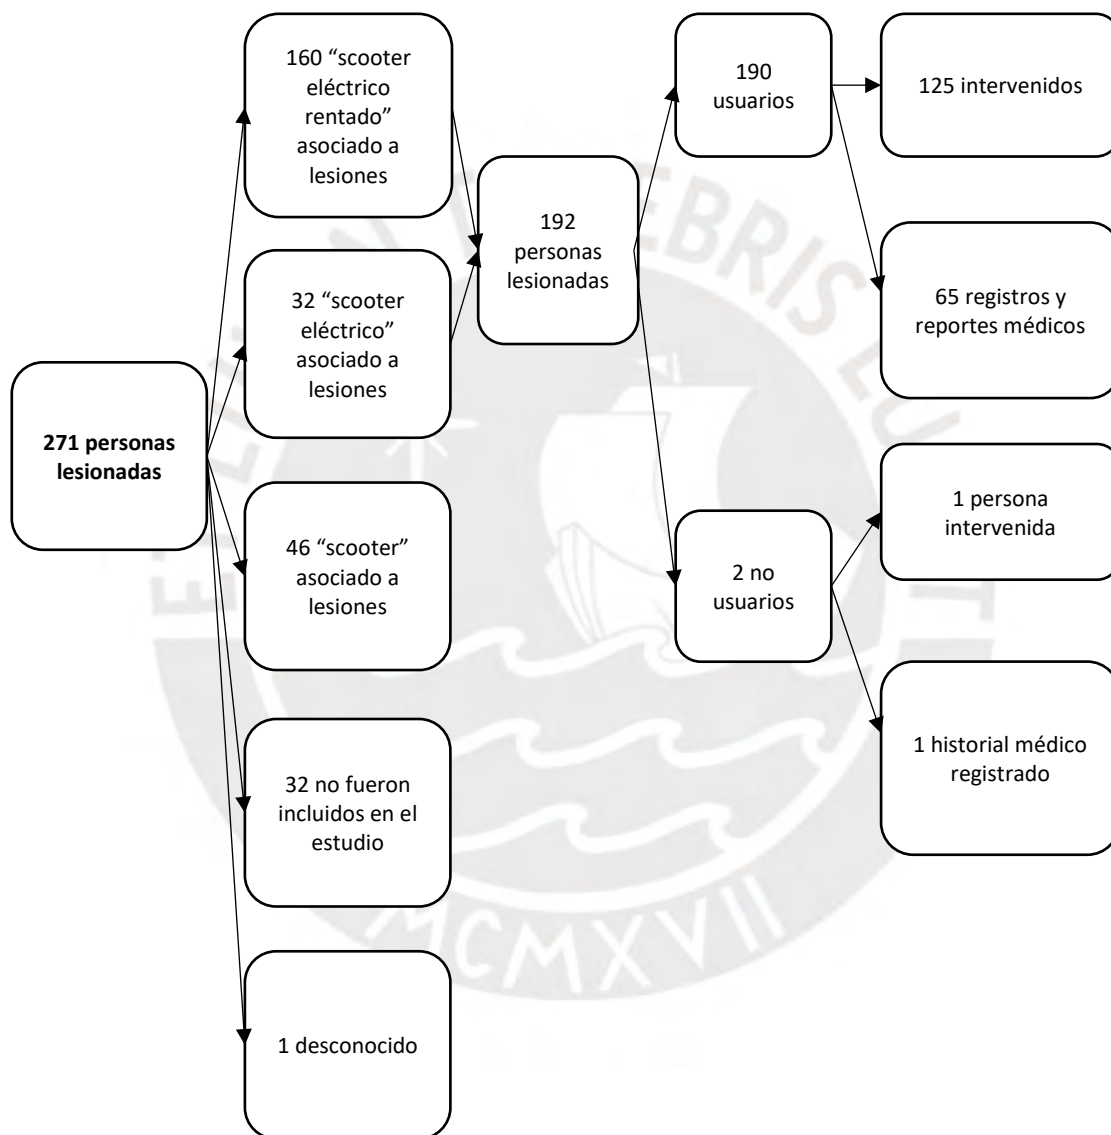 271 personas
lesionadas
160 “scooter
eléctrico
rentado”
asociado a
lesiones
32 “scooter
eléctrico”
asociado a
lesiones
46 “scooter”
asociado a
lesiones
32 no fueron
incluidos en el
estudio
1 desconocido
192
personas
lesionadas
190
usuarios
2 no
usuarios
125 intervenidos
65 registros y
reportes médicos
1 persona
intervenida
1 historial médico
registrado
MCMXVII